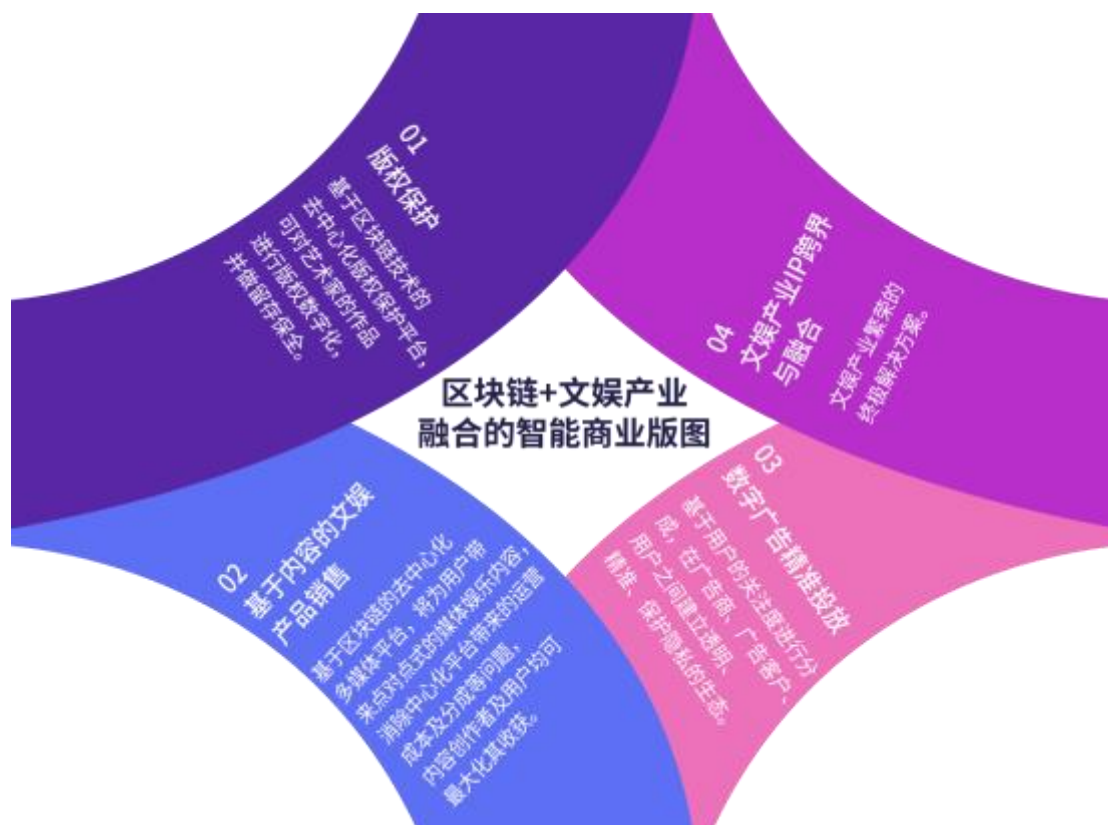 区块链+文娱产业
融合的智能商业版图
01
版权保护
基于区块链技术的
去中心化版权保护平台，
可对艺术家的作品
进行版权数字化，
并做留存保全。
02
基于内容的文娱
产品销售
基于区块链的去中心化
多媒体平台，将为用户带
来点对点式的媒体娱乐内容，
消除中心化平台带来的运营
成本及分成等问题，
内容创作者及用户均可
最大化其收获。
03
数字广告精准投放
基于用户的关注度进行分
成，在广告商、广告客户、
用户之间建立透明、
精准、保护隐私的生态。
04
文娱产业IP跨界
与融合
文娱产业繁荣的
终极解决方案。